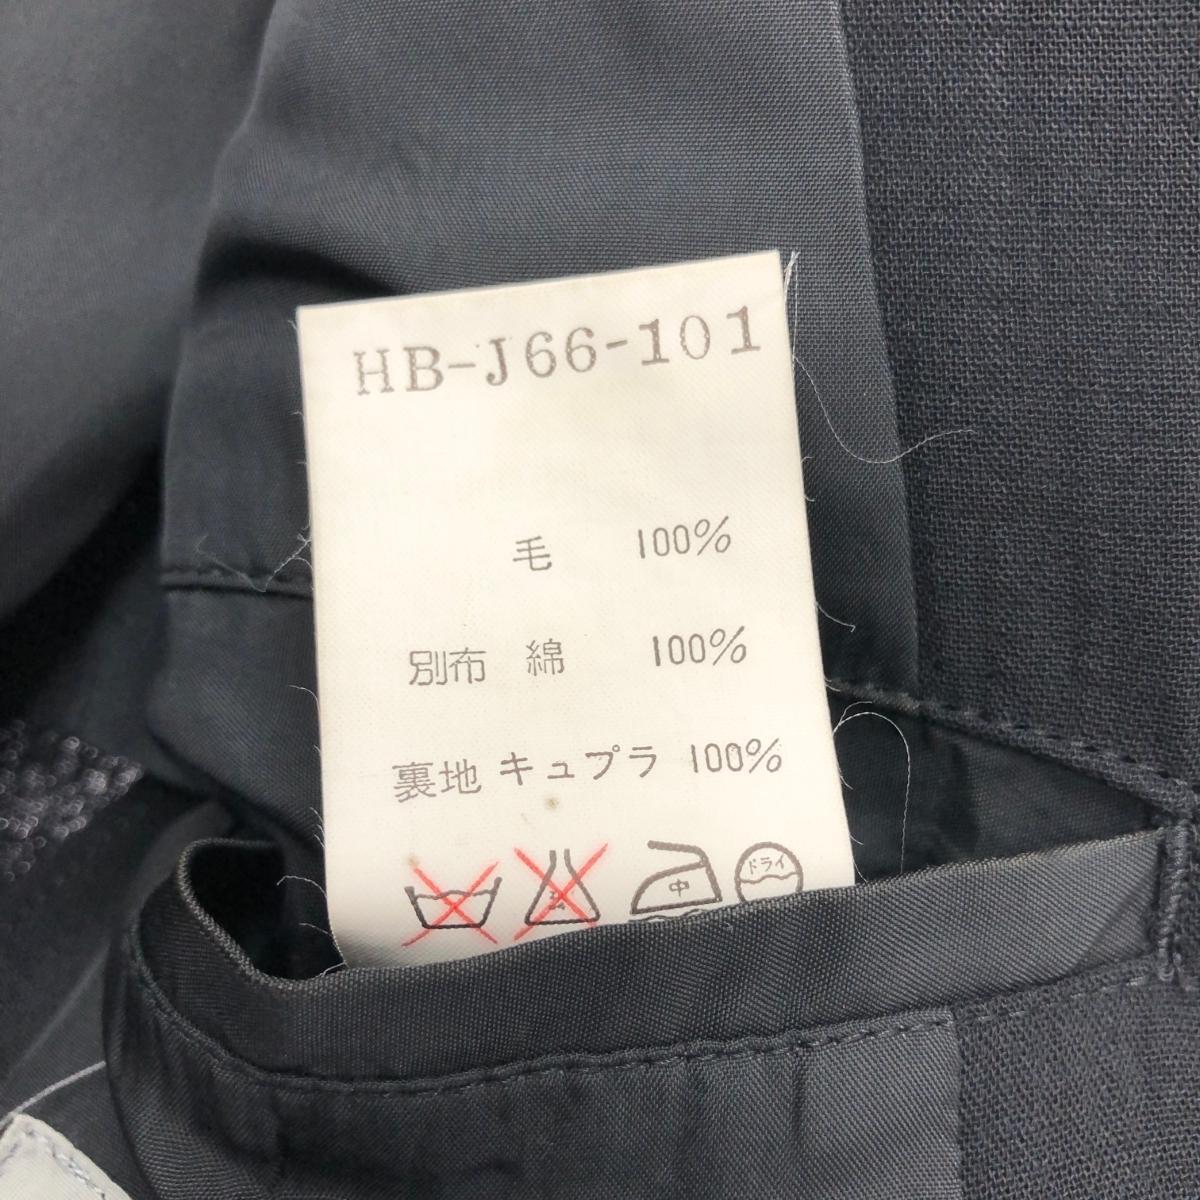 HB-J66-101
毛 100%
別布 綿 100%
裏地 キュプラ 100%
中 ドライ